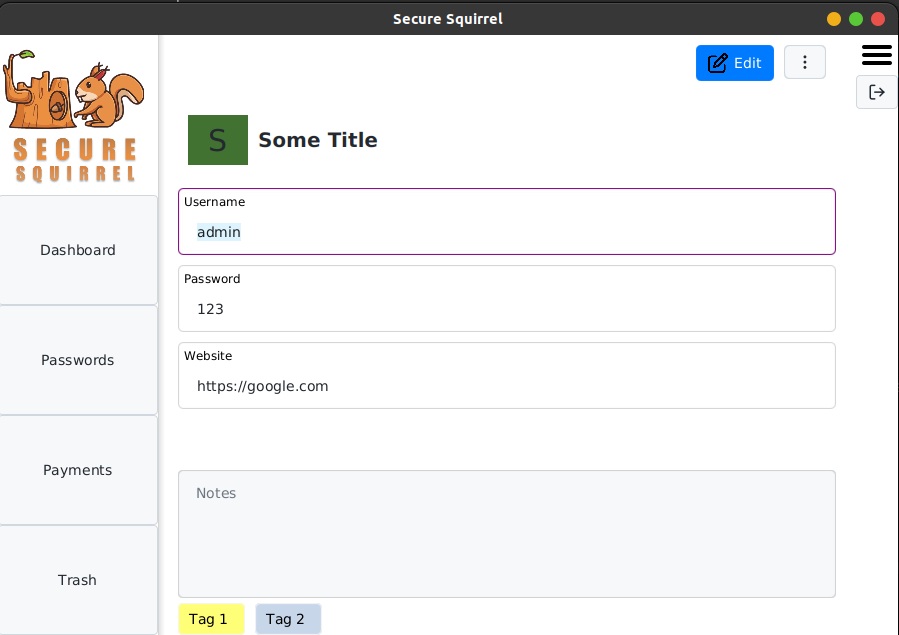 Secure Squirrel
SECURE
SQUIRREL
Dashboard
Passwords
Payments
Trash
Edit
S
Some Title
Username
admin
Password
123
Website
https://google.com
Notes
Tag 1
Tag 2